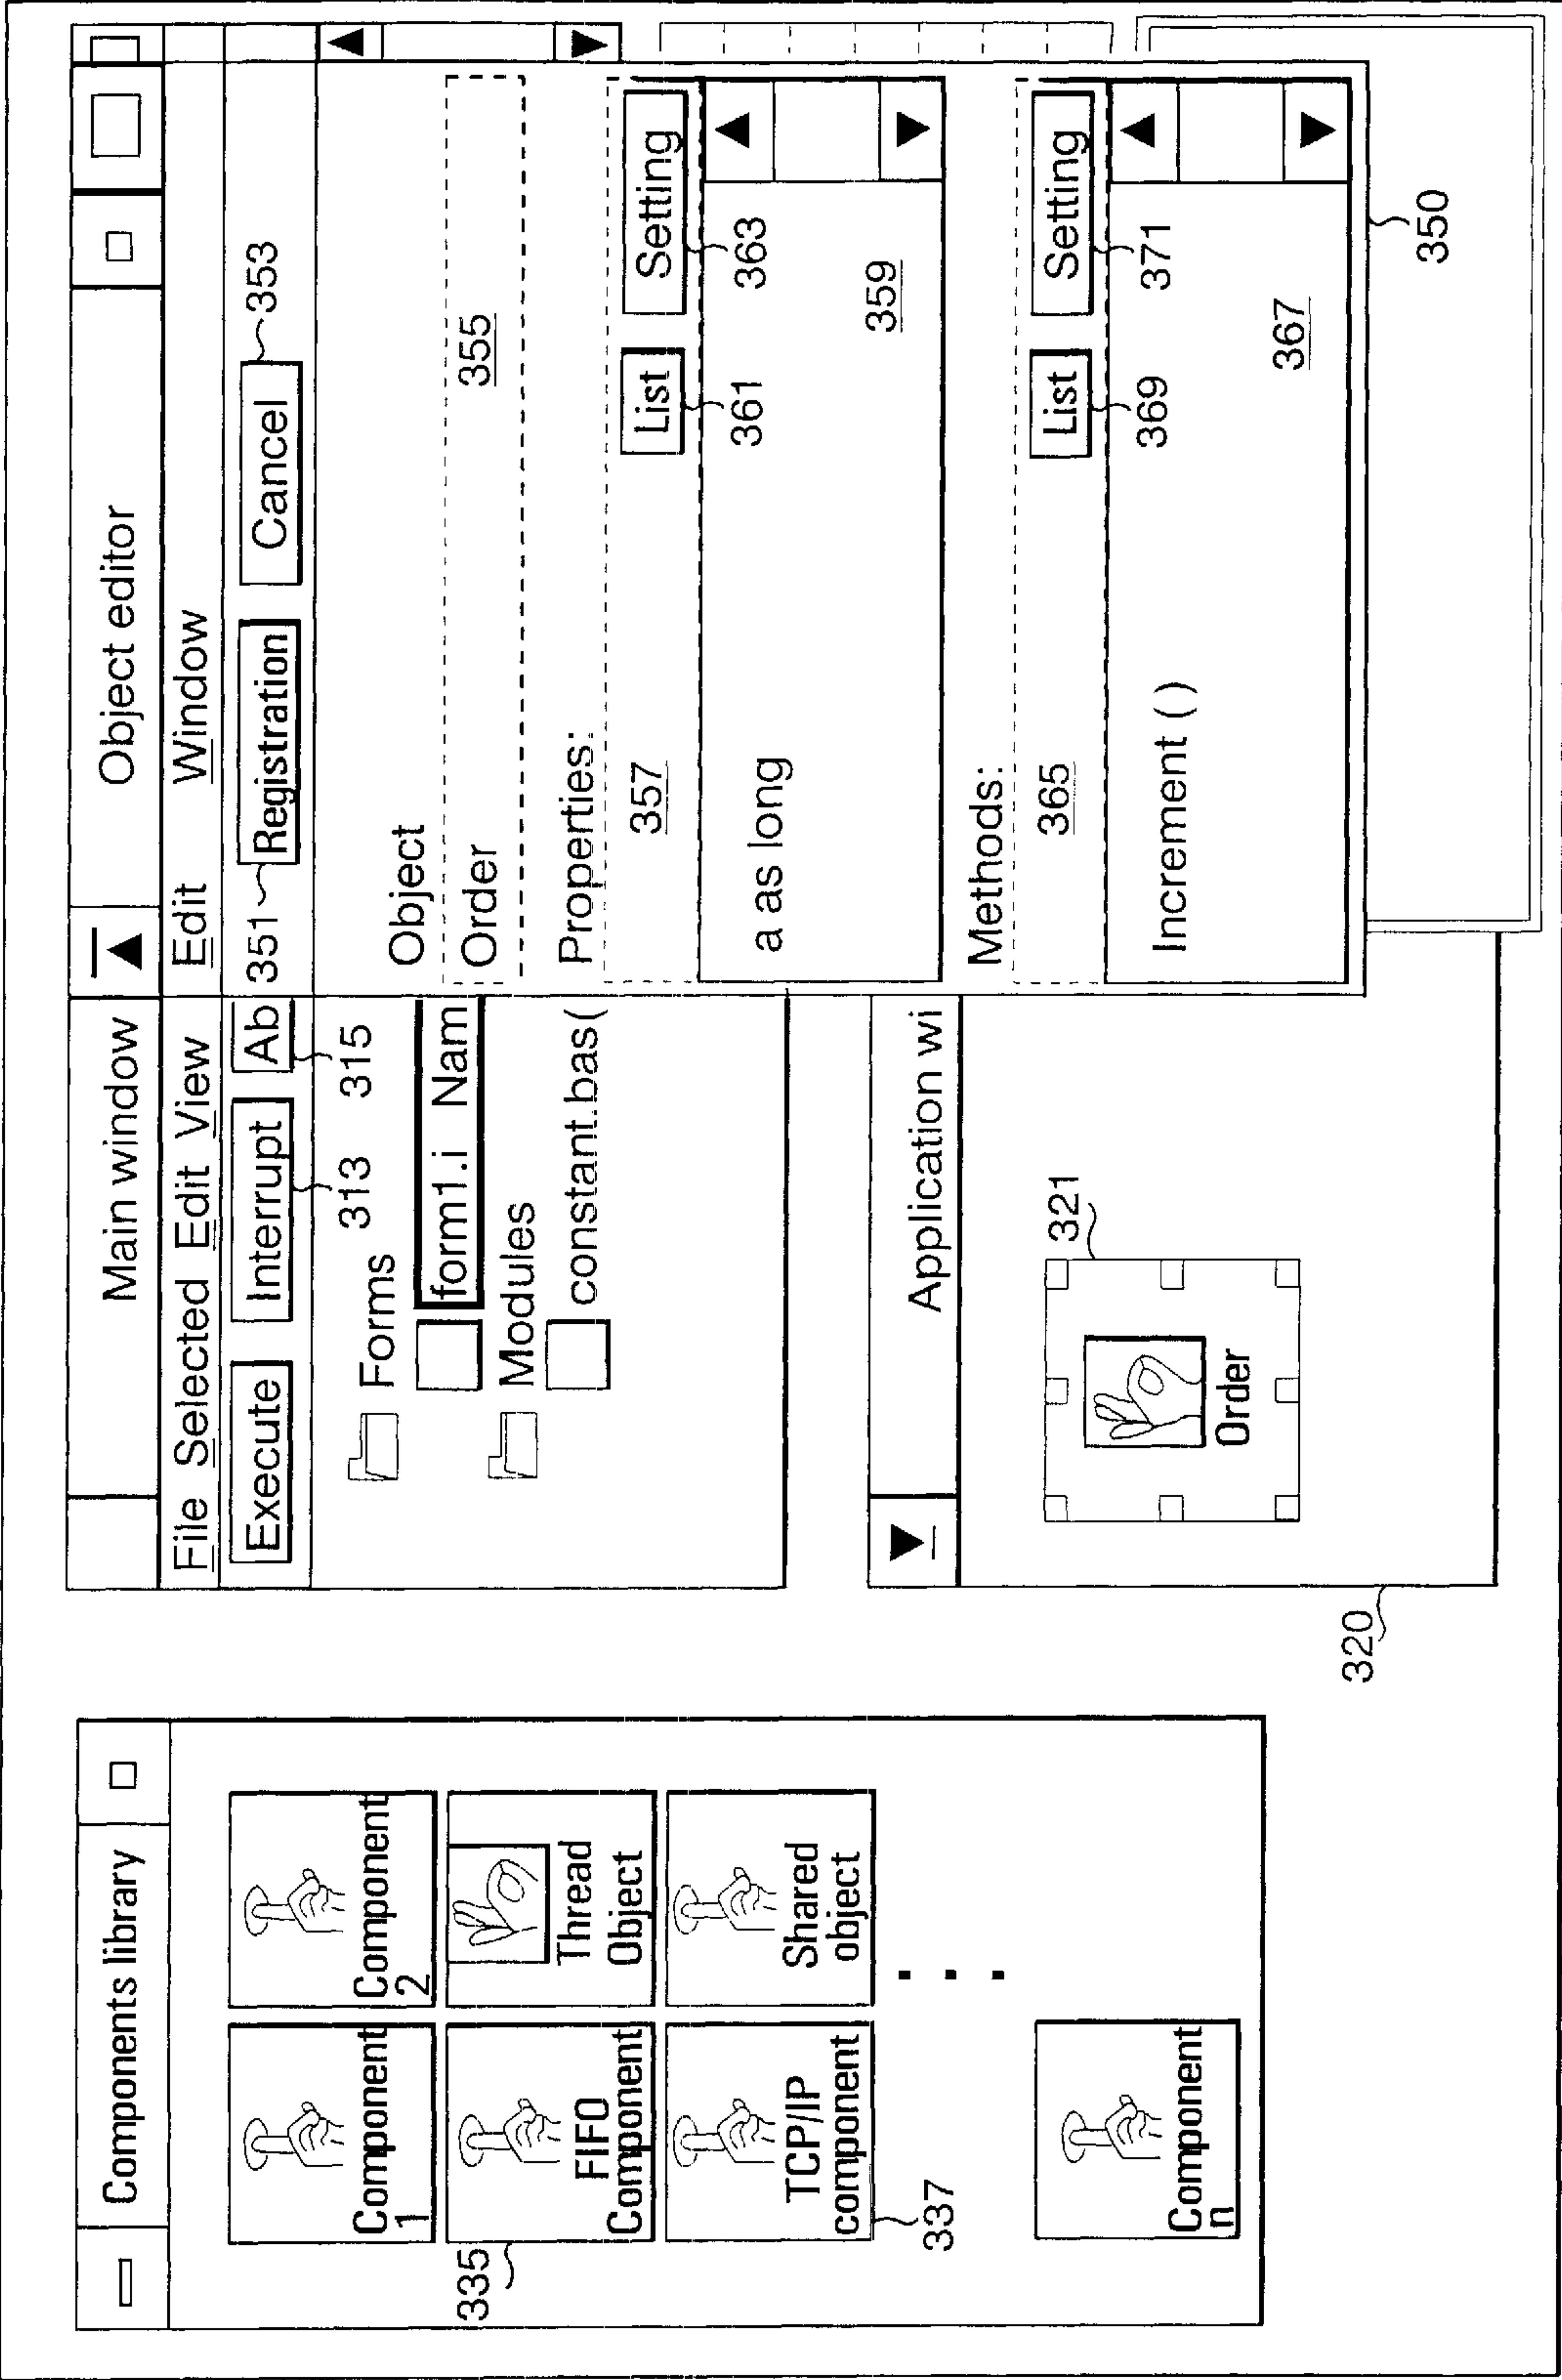 Components library
Component
1
Component
2
FIFO
Component
335
Thread
Object
TCP/IP
component
337
Shared
object
Component
n
Main window
File Selected Edit View
Execute
Interrupt
Ab
313
315
Forms
form1.i Nam
Modules
constant.bas(
Application wi
321
Order
320
Object editor
Edit Window
351
Registration
Cancel
353
Object
Order
355
Properties:
357
List
Setting
361
363
a as long
359
Methods:
365
List
Setting
369
371
Increment ( )
367
350